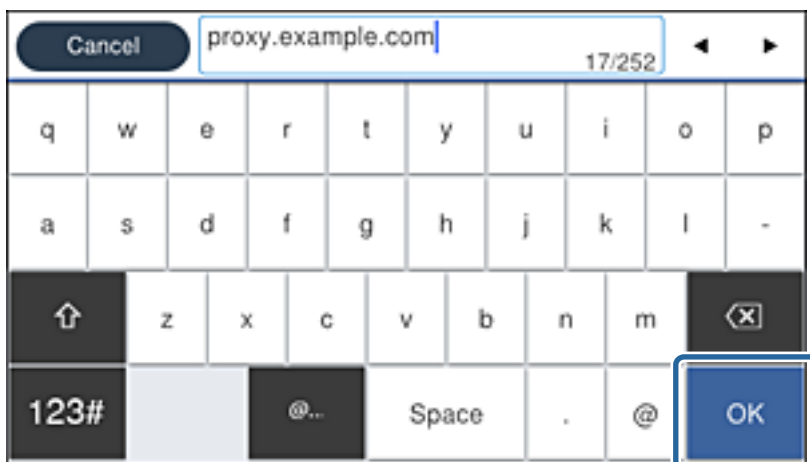 Cancel proxy.example.com
17/252
q w e r t y u i o p
a s d f g h j k l -
z x c v b n m
123# @... Space . @ OK